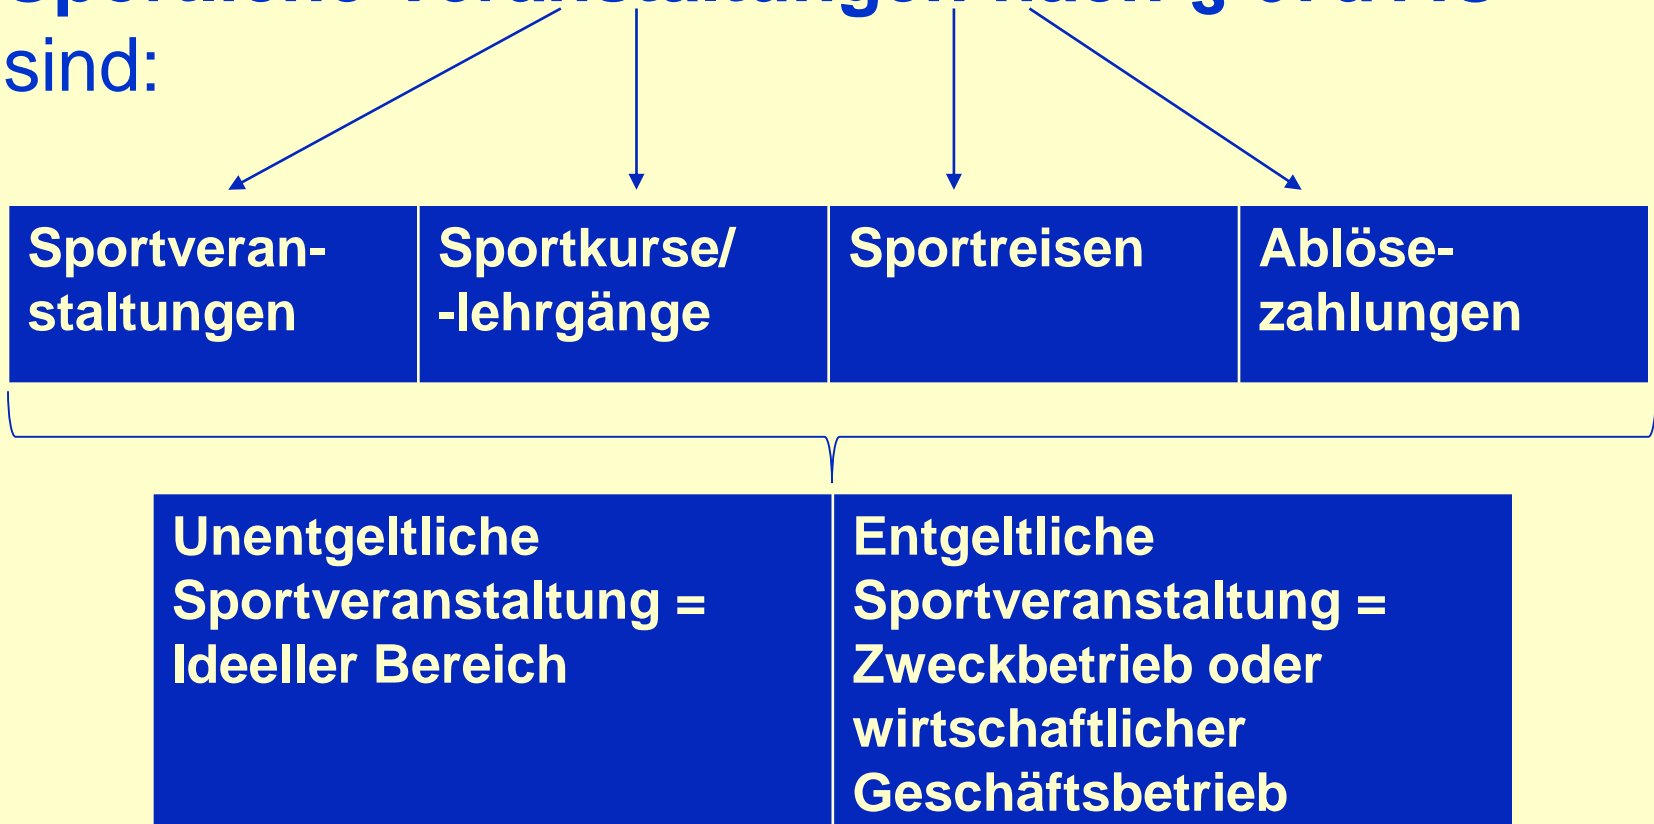 sind:
Sportveran-
staltungen
Sportkurse/
-lehrgänge
Sportreisen
Ablöse-
zahlungen
Unentgeltliche
Sportveranstaltung =
Ideeller Bereich
Entgeltliche
Sportveranstaltung =
Zweckbetrieb oder
wirtschaftlicher
Geschäftsbetrieb